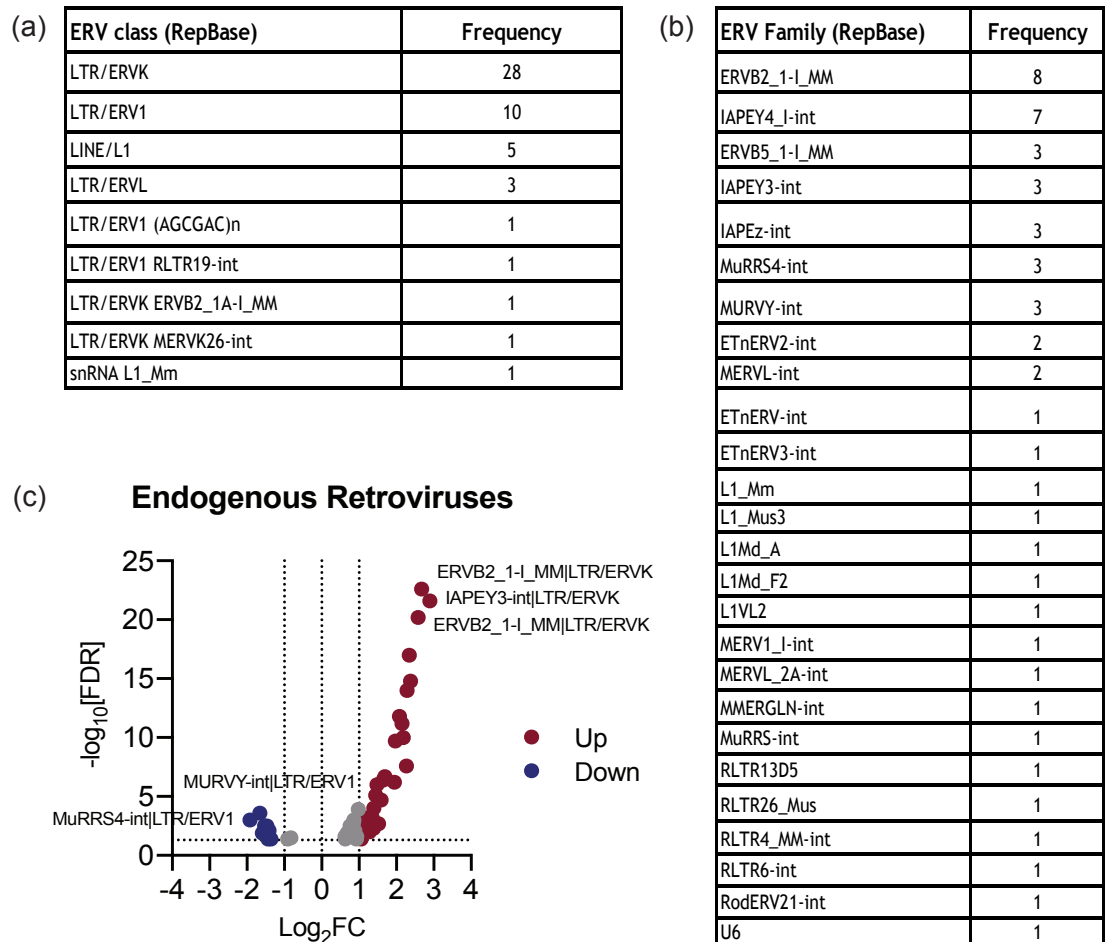 (a)
ERV class (RepBase) Frequency
LTR/ERVK 28
LTR/ERV1 10
LINE/L1 5
LTR/ERVL 3
LTR/ERV1 (AGCGAC)n 1
LTR/ERV1 RLTR19-int 1
LTR/ERVK ERVB2_1A-I_MM 1
LTR/ERVK MERVK26-int 1
snRNA L1_Mm 1
(b)
ERV Family (RepBase) Frequency
ERVB2_1-I_MM 8
IAPEY4_I-int 7
ERVB5_1-I_MM 3
IAPEY3-int 3
IAPEz-int 3
MuRRS4-int 3
MURVY-int 3
ETnERV2-int 2
MERVL-int 2
ETnERV-int 1
ETnERV3-int 1
L1_Mm 1
L1_Mus3 1
L1Md_A 1
L1Md_F2 1
L1VL2 1
MERV1_I-int 1
MERVL_2A-int 1
MMERGLN-int 1
MuRRS-int 1
RLTR13D5 1
RLTR26_Mus 1
RLTR4_MM-int 1
RLTR6-int 1
RodERV21-int 1
U6 1
(c)
Endogenous Retroviruses
-log10[FDR]
25
20
15
10
5
0
ERVB2_1-I_MM|LTR/ERVK
IAPEY3-int|LTR/ERVK
ERVB2_1-I_MM|LTR/ERVK
Up
Down
MURVY-int|LTR/ERV1
MuRRS4-int|LTR/ERV1
-4 -3 -2 -1 0 1 2 3 4
Log2FC